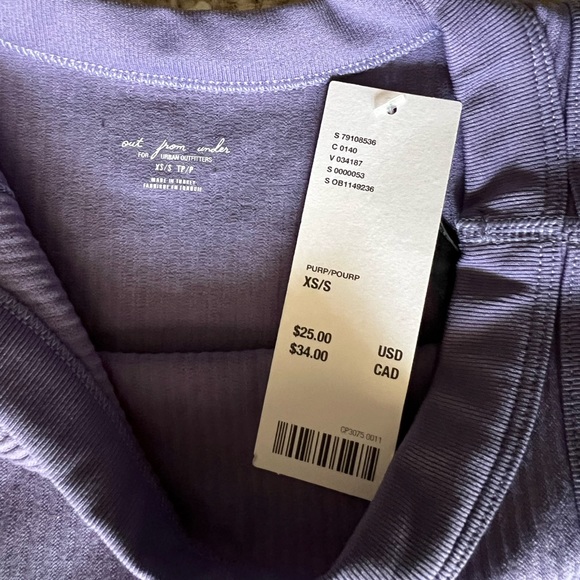 out from under
FOR URBAN OUTFITTERS
XS/S TP/P
MADE IN TURKEY
FABRIQUÉ EN TURQUIE
S 79108536
C 0140
V 034187
S 0000053
S OB1149236
PURP/POURP
XS/S
$25.00 USD
$34.00 CAD
CP3075 0011